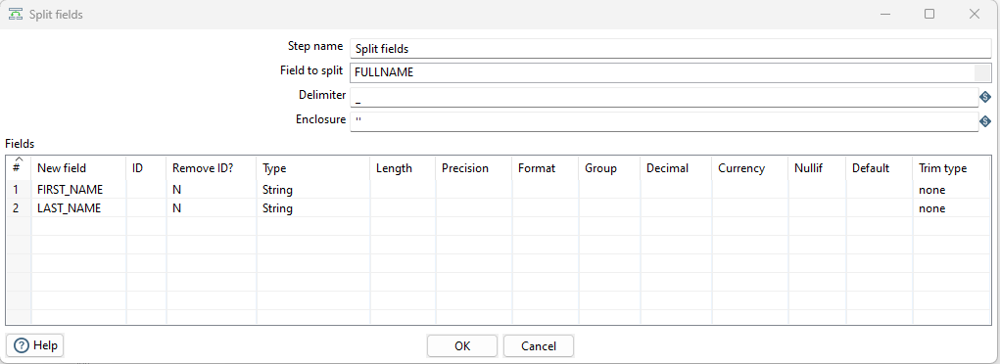 Split fields
Step name Split fields
Field to split FULLNAME
Delimiter _
Enclosure "
Fields
# New field ID Remove ID? Type Length Precision Format Group Decimal Currency Nullif Default Trim type
1 FIRST_NAME N String none
2 LAST_NAME N String none
Help OK Cancel